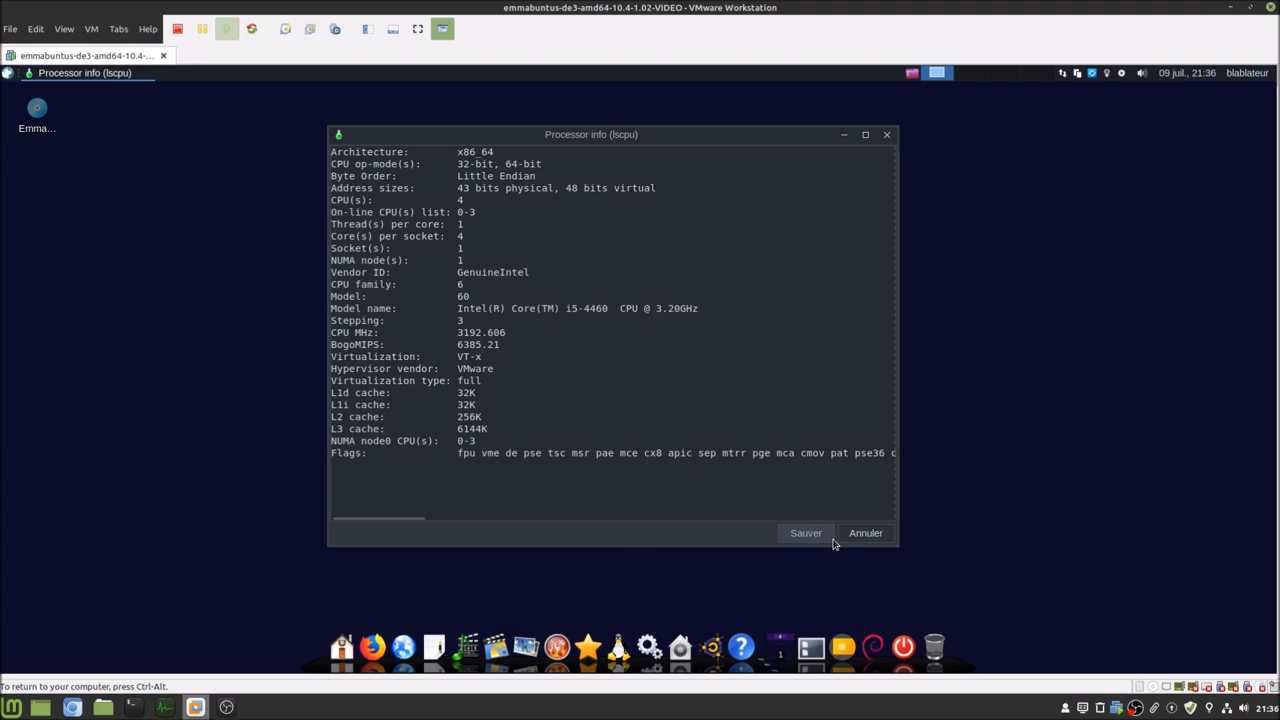 emmabuntus-de3-amd64-10.4-1.02-VIDEO - VMware Workstation
File Edit View VM Tabs Help
emmabuntus-de3-amd64-10.4-...
Processor info (lscpu)
09 juil., 21:36 blablateur
Emma...
Processor info (lscpu)
Architecture: x86_64
CPU op-mode(s): 32-bit, 64-bit
Byte Order: Little Endian
Address sizes: 43 bits physical, 48 bits virtual
CPU(s): 4
On-line CPU(s) list: 0-3
Thread(s) per core: 1
Core(s) per socket: 4
Socket(s): 1
NUMA node(s): 1
Vendor ID: GenuineIntel
CPU family: 6
Model: 60
Model name: Intel(R) Core(TM) i5-4460 CPU @ 3.20GHz
Stepping: 3
CPU MHz: 3192.606
BogoMIPS: 6385.21
Virtualization: VT-x
Hypervisor vendor: VMware
Virtualization type: full
L1d cache: 32K
L1i cache: 32K
L2 cache: 256K
L3 cache: 6144K
NUMA node0 CPU(s): 0-3
Flags: fpu vme de pse tsc msr pae mce cx8 apic sep mtrr pge mca cmov pat pse36
Sauver Annuler
1
To return to your computer, press Ctrl-Alt.
21:36